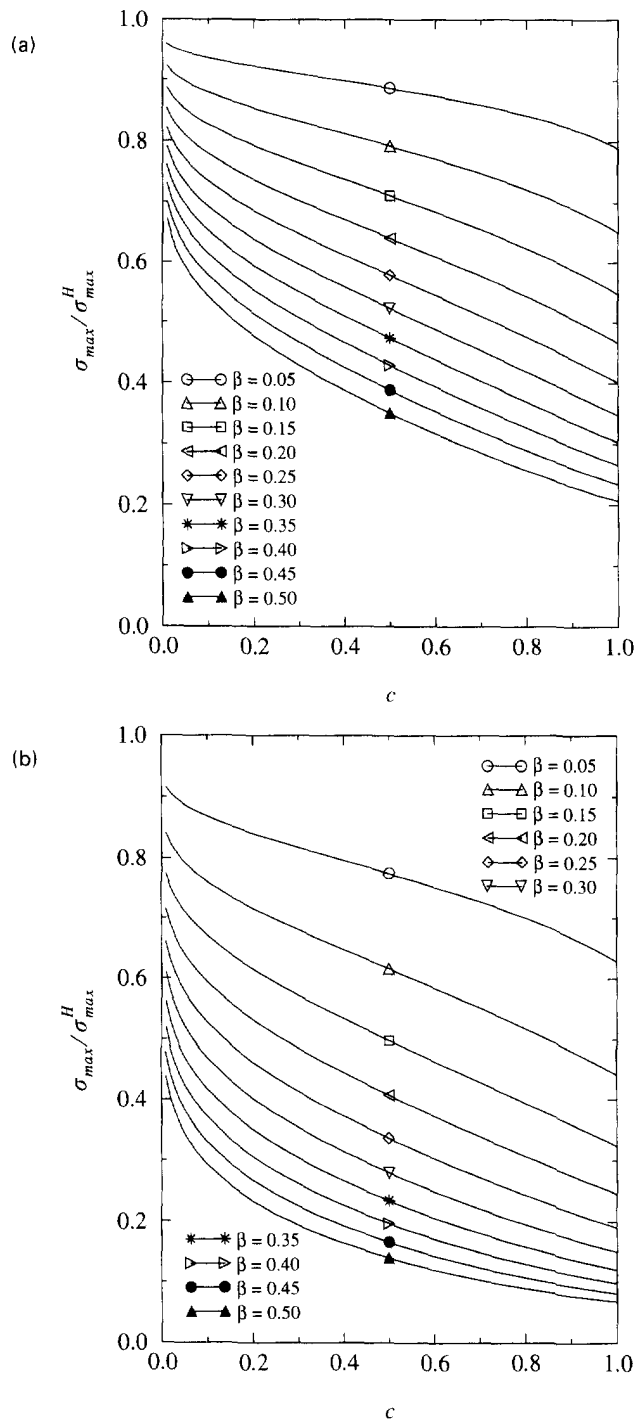 (a)
1.0
0.8
0.6
0.4
0.2
0.0
σmax / σ^H max
β = 0.05
β = 0.10
β = 0.15
β = 0.20
β = 0.25
β = 0.30
β = 0.35
β = 0.40
β = 0.45
β = 0.50
0.0 0.2 0.4 0.6 0.8 1.0
c
(b)
1.0
0.8
0.6
0.4
0.2
0.0
σmax / σ^H max
β = 0.05
β = 0.10
β = 0.15
β = 0.20
β = 0.25
β = 0.30
β = 0.35
β = 0.40
β = 0.45
β = 0.50
0.0 0.2 0.4 0.6 0.8 1.0
c